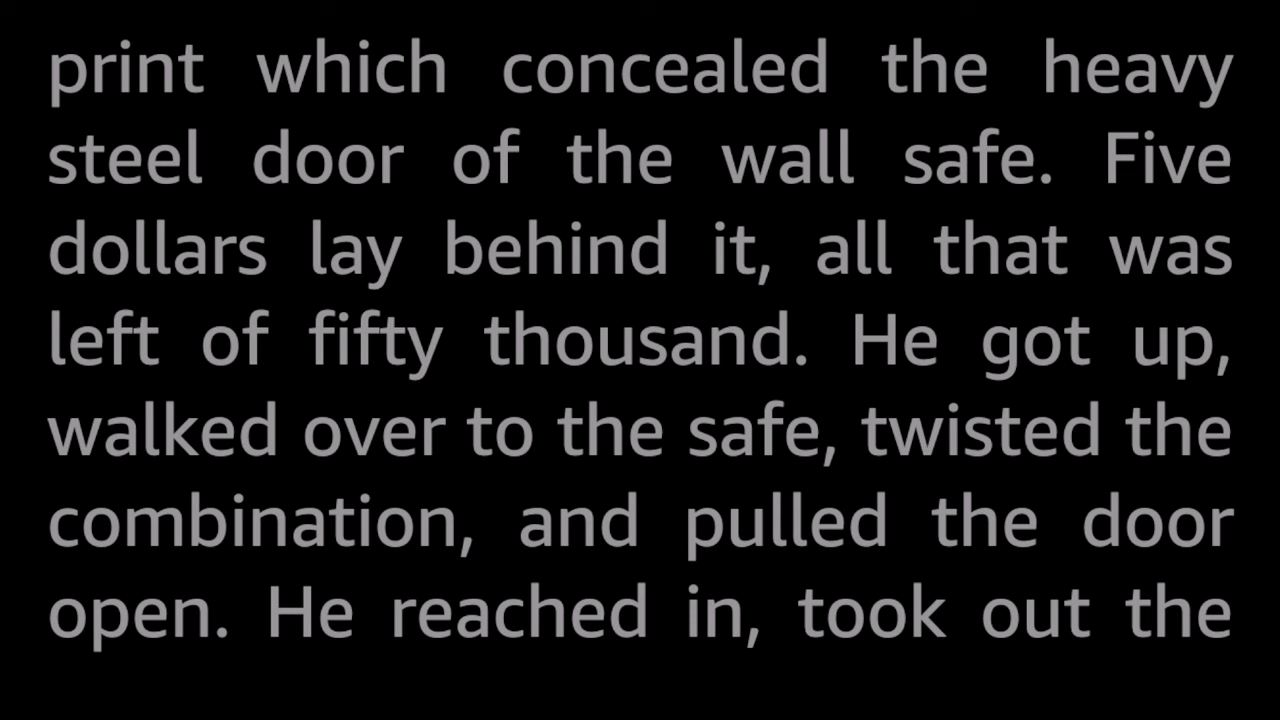 print which concealed the heavy
steel door of the wall safe. Five
dollars lay behind it, all that was
left of fifty thousand. He got up,
walked over to the safe, twisted the
combination, and pulled the door
open. He reached in, took out the